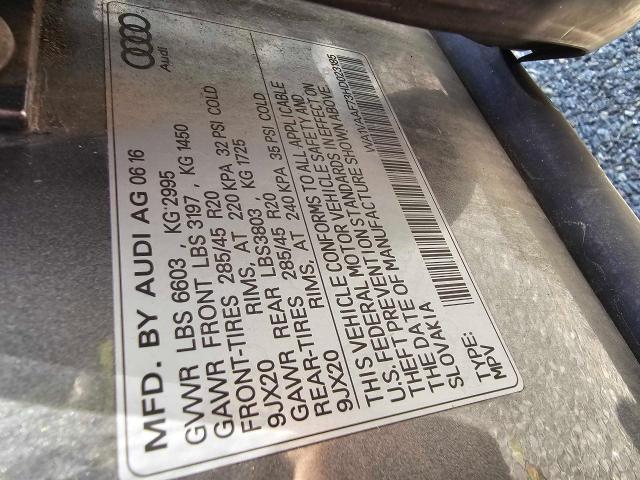 Audi
MFD. BY AUDI AG 06 16
GVWR LBS 6603 , KG 2995
GAWR FRONT LBS 3197 , KG 1450
FRONT-TIRES 285/45 R20
RIMS, AT 220 KPA 32 PSI COLD
9JX20
GAWR REAR LBS3803, KG 1725
REAR-TIRES 285/45 R20
RIMS, AT 240 KPA 35 PSI COLD
9JX20
THIS VEHICLE CONFORMS TO ALL APPLICABLE
FEDERAL MOTOR VEHICLE SAFETY AND
U.S. PREVENTION STANDARDS IN EFFECT ON
THEFT DATE OF MANUFACTURE SHOWN ABOVE.
THE
SLOVAKIA
TYPE:
MPV